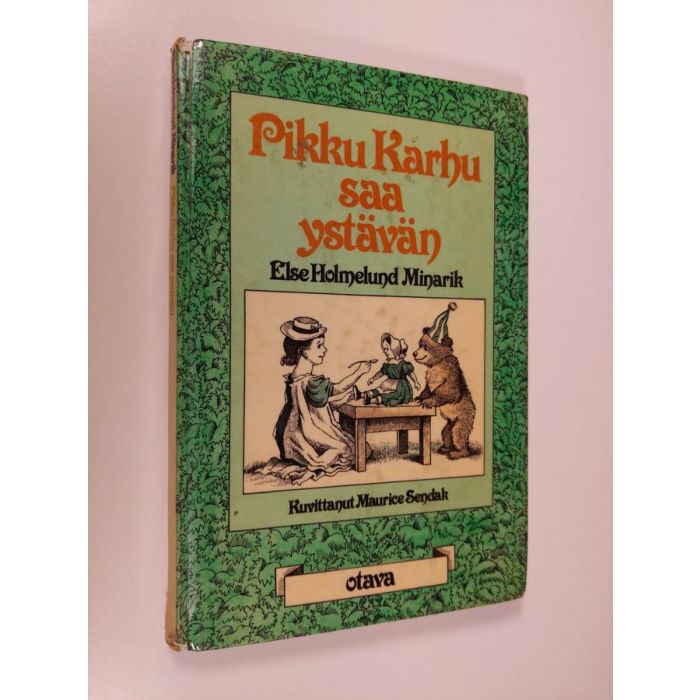 Pikku Karhu
saa
ystävän
Else Holmelund Minarik
Kuvittanut Maurice Sendak
otava